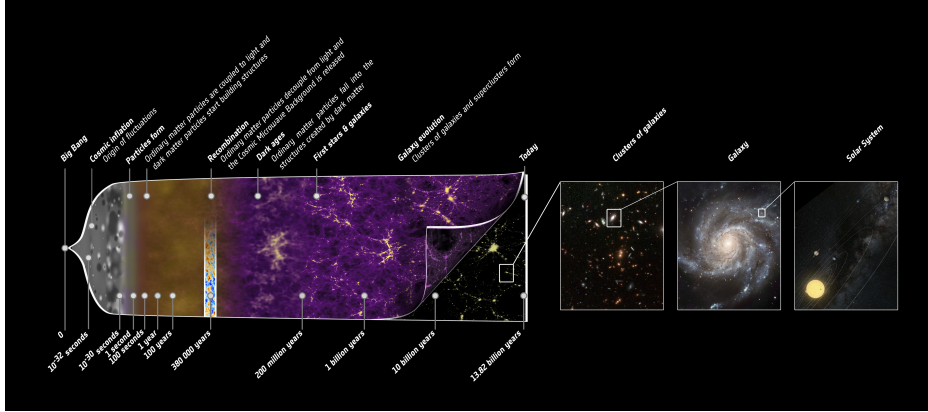 Big Bang
Cosmic inflation
Origin of fluctuations
Particles form
Ordinary matter particles are coupled to light and
dark matter particles start building structures
Recombination
Ordinary matter particles decouple from light and
the Cosmic Microwave Background is released
Dark ages
Ordinary matter particles fall into the
structures created by dark matter
First stars & galaxies
Galaxy evolution
Clusters of galaxies and superclusters form
Today
Clusters of galaxies
Galaxy
Solar System
0
10-32 seconds
10-30 seconds
1 second
100 seconds
1 year
100 years
380 000 years
200 million years
1 billion years
10 billion years
13.82 billion years